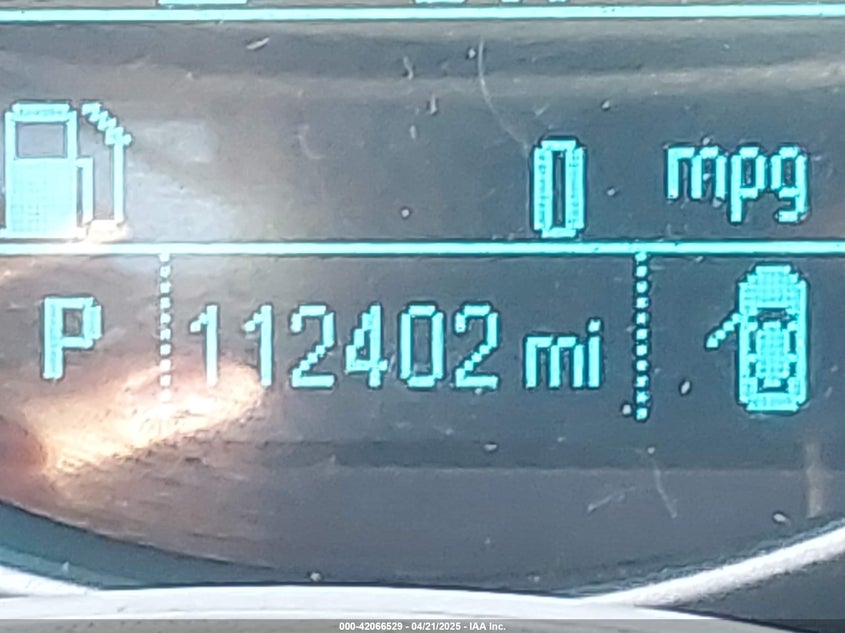 0 mpg
P 112402 mi
000-42066529 - 04/21/2025 - IAA Inc.